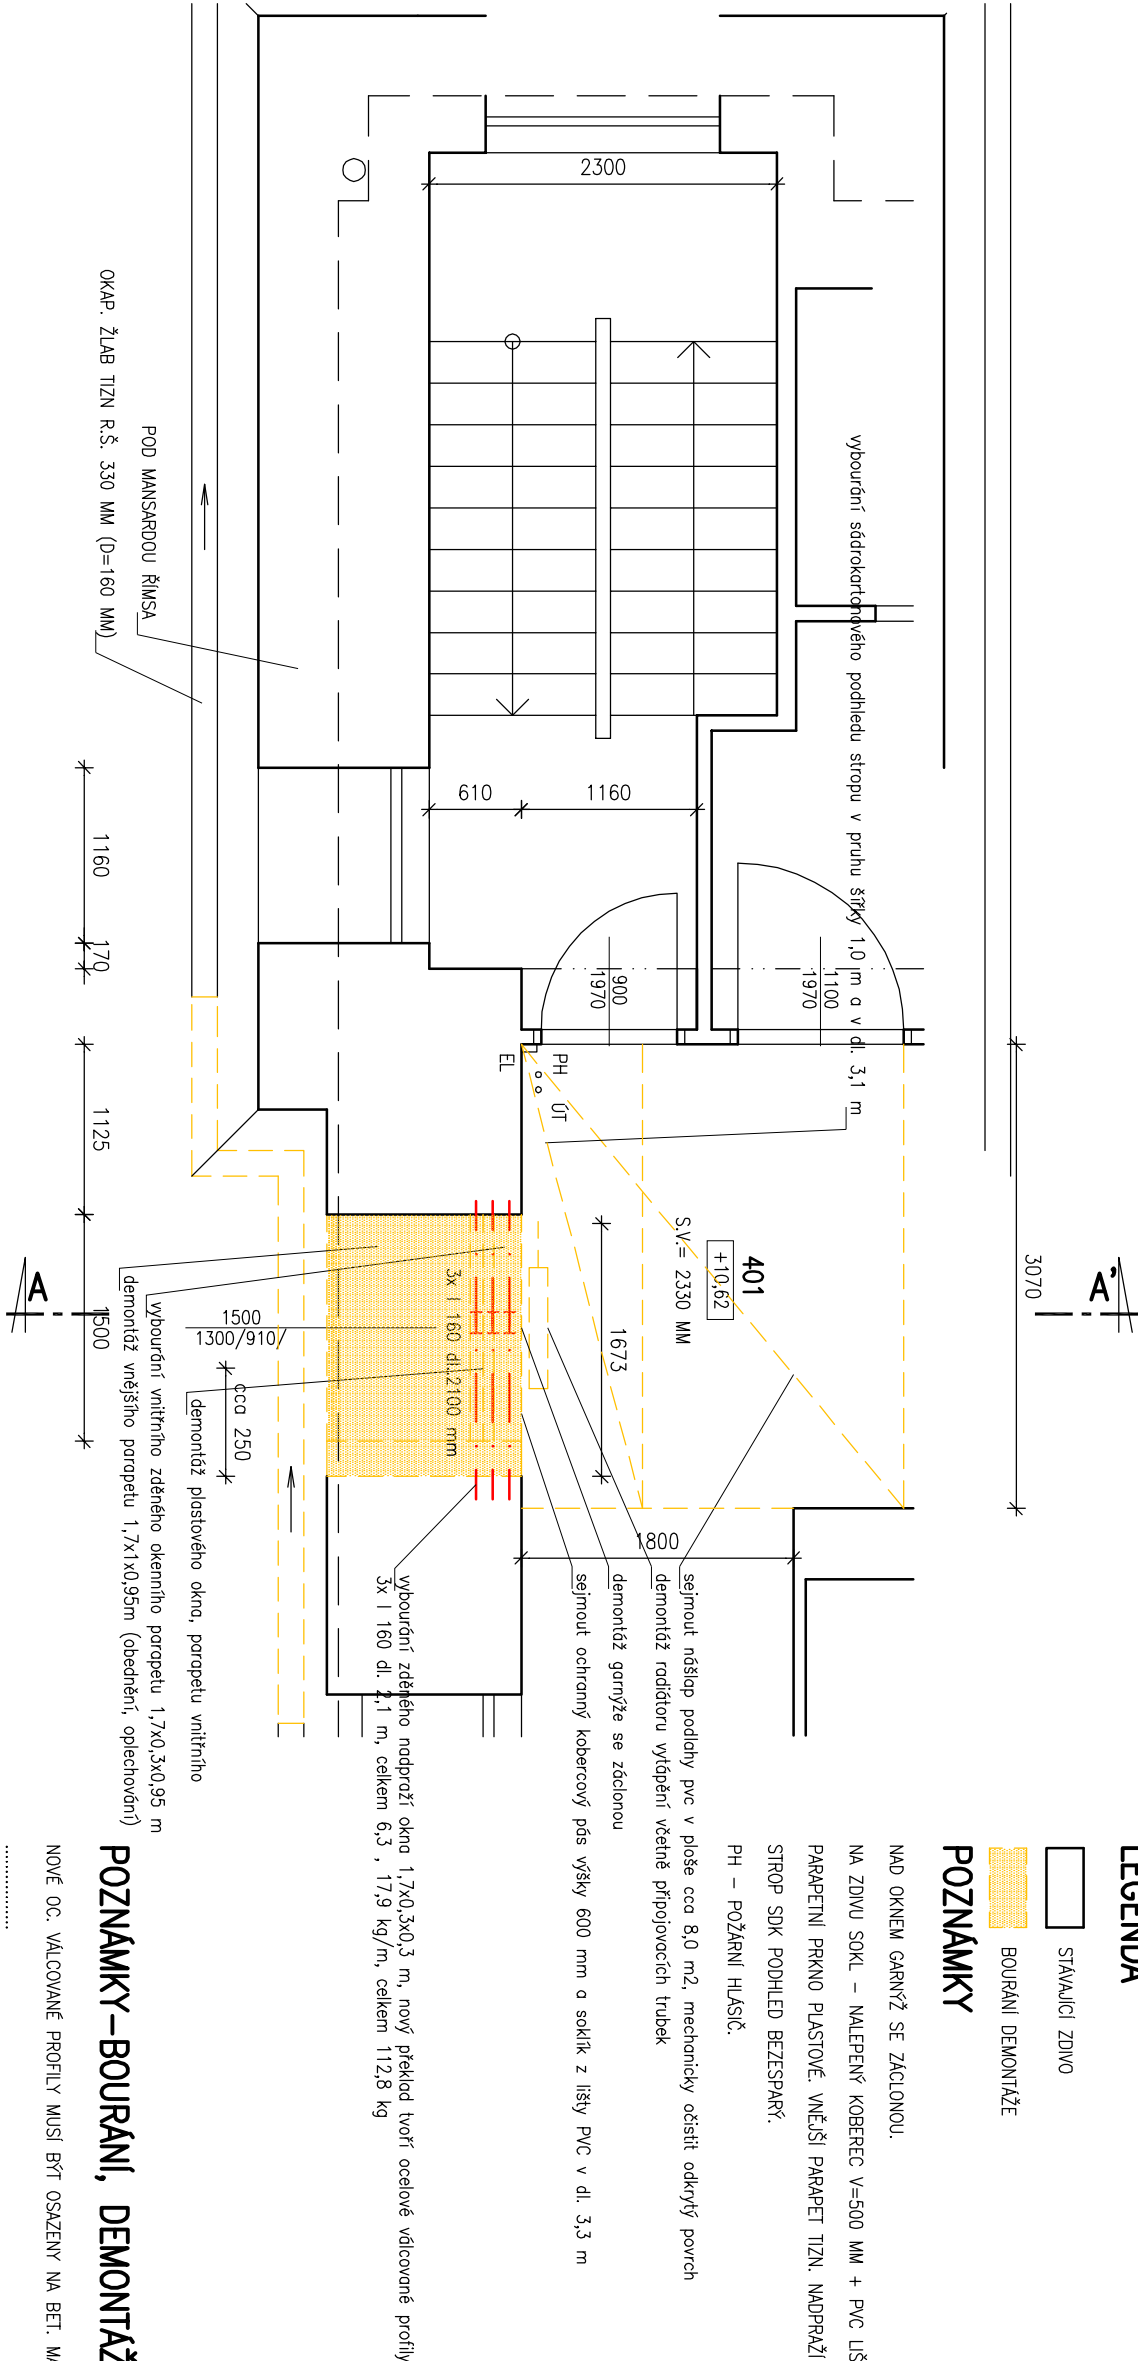 2300
vybourání sádrokartonového podhledu stropu v pruhu šířky 1,0 m a v dl. 3,1 m
POD MANSARDOU ŘÍMSA
OKAP. ŽLAB TIZN R.Š. 330 MM (D=160 MM)
610
1160
1160
170
1125
1500
1100
1970
900
1970
PH
ÚT
EL
3070
A'
A
401
+10,62
S.V.= 2330 MM
1673
3x I 160 dl. 2100 mm
1500
1300/910/
cca 250
1800
sejmout nášlap podlahy pvc v ploše cca 8,0 m2, mechanicky očistit odkrytý povrch
demontáž radiátoru vytápění včetně připojovacích trubek
demontáž garnýže se záclonou
sejmout ochranný kobercový pás výšky 600 mm a soklík z lišty PVC v dl. 3,3 m
vybourání zděného nadpraží okna 1,7x0,3x0,3 m, nový překlad tvoří ocelové válcované profily
3x I 160 dl. 2,1 m, celkem 6,3 , 17,9 kg/m, celkem 112,8 kg
demontáž plastového okna, parapetu vnitřního
vybourání vnitřního zděného okenního parapetu 1,7x0,3x0,95 m
demontáž vnějšího parapetu 1,7x1x0,95m (obednění, oplechování)
LEGENDA
STÁVAJÍCÍ ZDIVO
BOURÁNÍ DEMONTÁŽE
POZNÁMKY
NAD OKNEM GARNÝŽ SE ZÁCLONOU.
NA ZDIVU SOKL – NALEPENÝ KOBEREC V=500 MM + PVC LIŠ
PARAPETNÍ PRKNO PLASTOVÉ. VNĚJŠÍ PARAPET TIZN. NADPRAŽÍ
STROP SDK PODHLED BEZESPARÝ.
PH – POŽÁRNÍ HLÁSIČ.
POZNÁMKY–BOURÁNÍ, DEMONTÁŽ
NOVÉ OC. VÁLCOVANÉ PROFILY MUSÍ BÝT OSAZENY NA BET. MA
..............